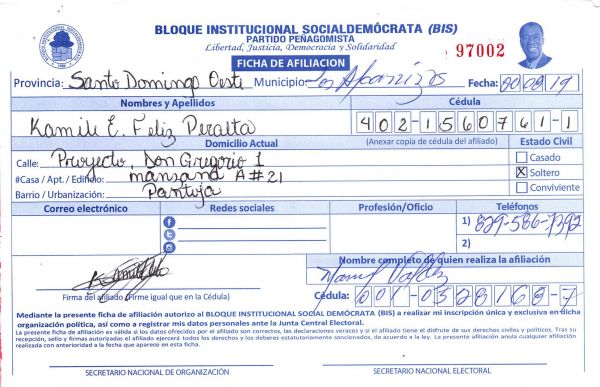 BLOQUE INSTITUCIONAL SOCIALDEMÓCRATA (BIS)
PARTIDO PEÑAGOMISTA
Libertad, Justicia, Democracia y Solidaridad
97002
FICHA DE AFILIACION
Provincia: Santo Domingo Oeste Municipio: Los Alcarrizos Fecha:
Nombres y Apellidos Cédula
Kamile E. Feliz Peralta 402-1560761-1
Domicilio Actual (Anexar copia de cédula del afiliado) Estado Civil
Calle: Proyecto Don Gregorio 1 Casado
#Casa / Apt. / Edificio: manzana A #21 X Soltero
Barrio / Urbanización: Pantoja Conviviente
Correo electrónico Redes sociales Profesión/Oficio Teléfonos
1) 829-586-7392
2)
Nombre completo de quien realiza la afiliación
Firma del afiliado (Firme igual que en la Cédula) Cédula: 001-0528168-7
Mediante la presente ficha de afiliación autorizo al BLOQUE INSTITUCIONAL SOCIAL DEMÓCRATA (BIS) a realizar mi inscripción única y exclusiva en dicha
organización política, así como a registrar mis datos personales ante la Junta Central Electoral.
La presente ficha de afiliación es válida si los datos ofrecidos por el afiliado son correctos, las declaraciones veraces y si el afiliado tiene el disfrute de sus derechos civiles y políticos. Tras su
recepción, sello y firmas autorizadas el afiliado ejercerá todos los derechos y los deberes estatutariamente sancionados, de acuerdo a la ley. La presente afiliación anula cualquier afiliación
realizada con anterioridad a la fecha que aparece en esta ficha.
SECRETARIO NACIONAL DE ORGANIZACIÓN SECRETARIO NACIONAL ELECTORAL